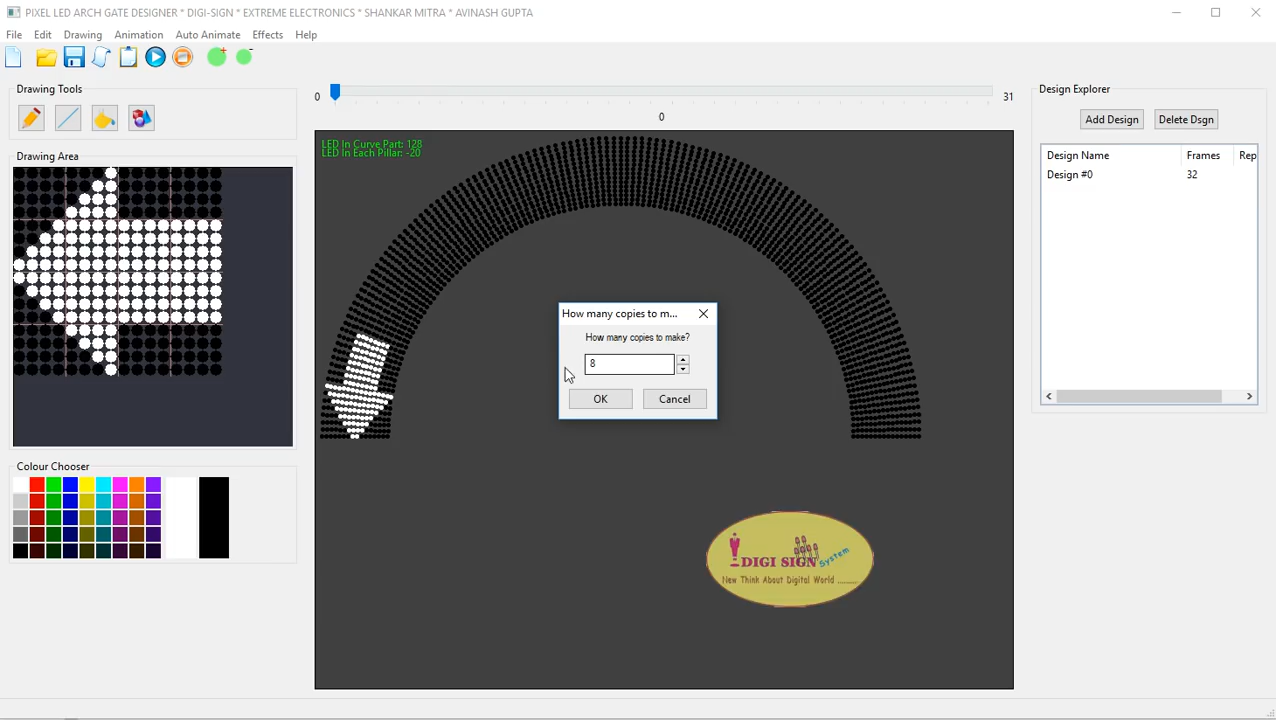 PIXEL LED ARCH GATE DESIGNER * DIGI-SIGN * EXTREME ELECTRONICS * SHANKAR MITRA * AVINASH GUPTA
File Edit Drawing Animation Auto Animate Effects Help
Drawing Tools
0
31
0
Design Explorer
Add Design Delete Dsgn
Design Name Frames Rep
Design #0 32
Drawing Area
LED In Curve Part: 128
LED In Each Pillar: -20
How many copies to m...
How many copies to make?
8
OK Cancel
Colour Chooser
DIGI SIGN System
New Think About Digital World .........